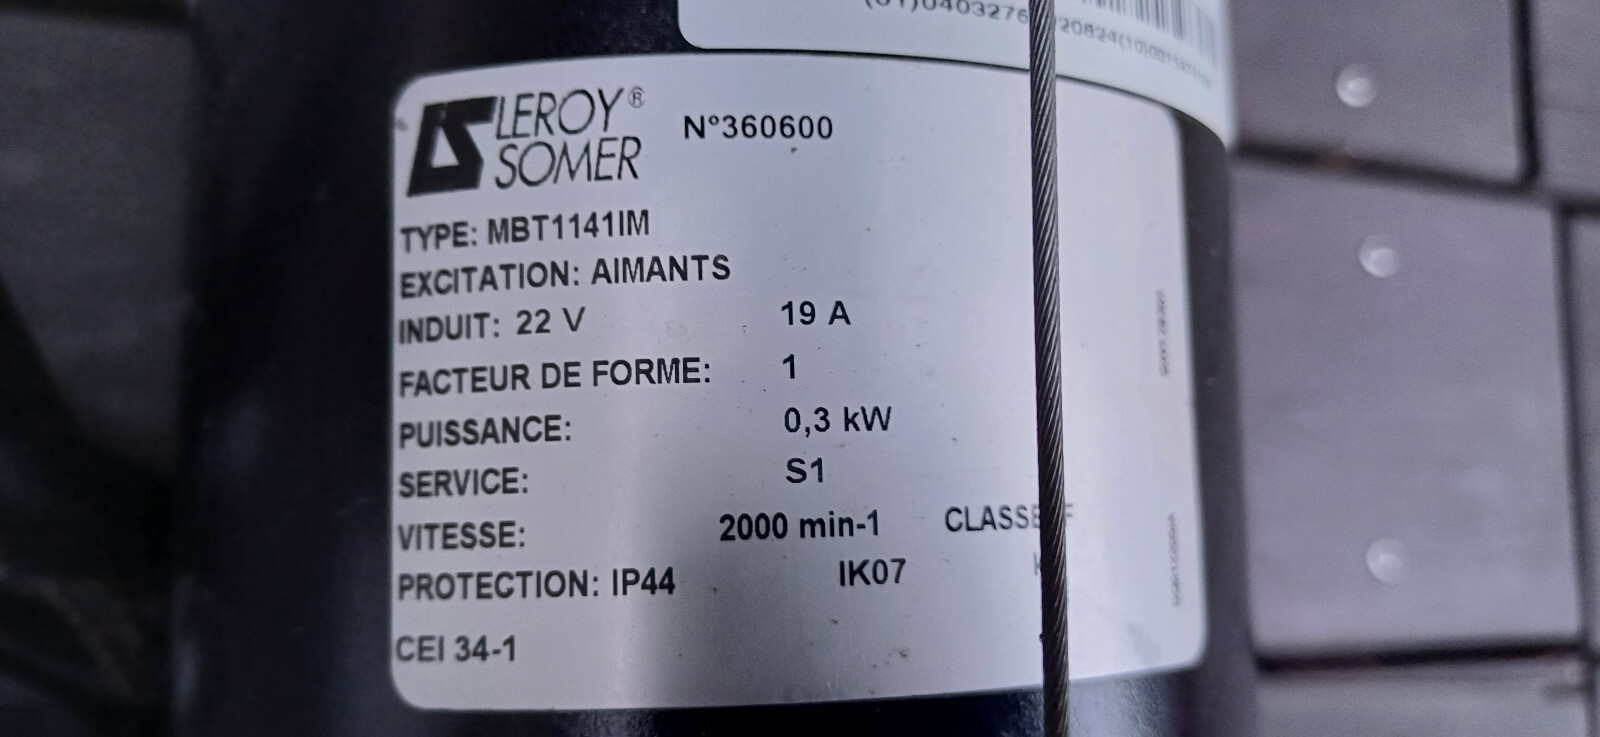 LEROY®
SOMER
N°360600
TYPE: MBT1141IM
EXCITATION: AIMANTS
INDUIT: 22 V 19 A
FACTEUR DE FORME: 1
PUISSANCE: 0,3 kW
SERVICE: S1
VITESSE: 2000 min-1 CLASSE F
PROTECTION: IP44 IK07
CEI 34-1